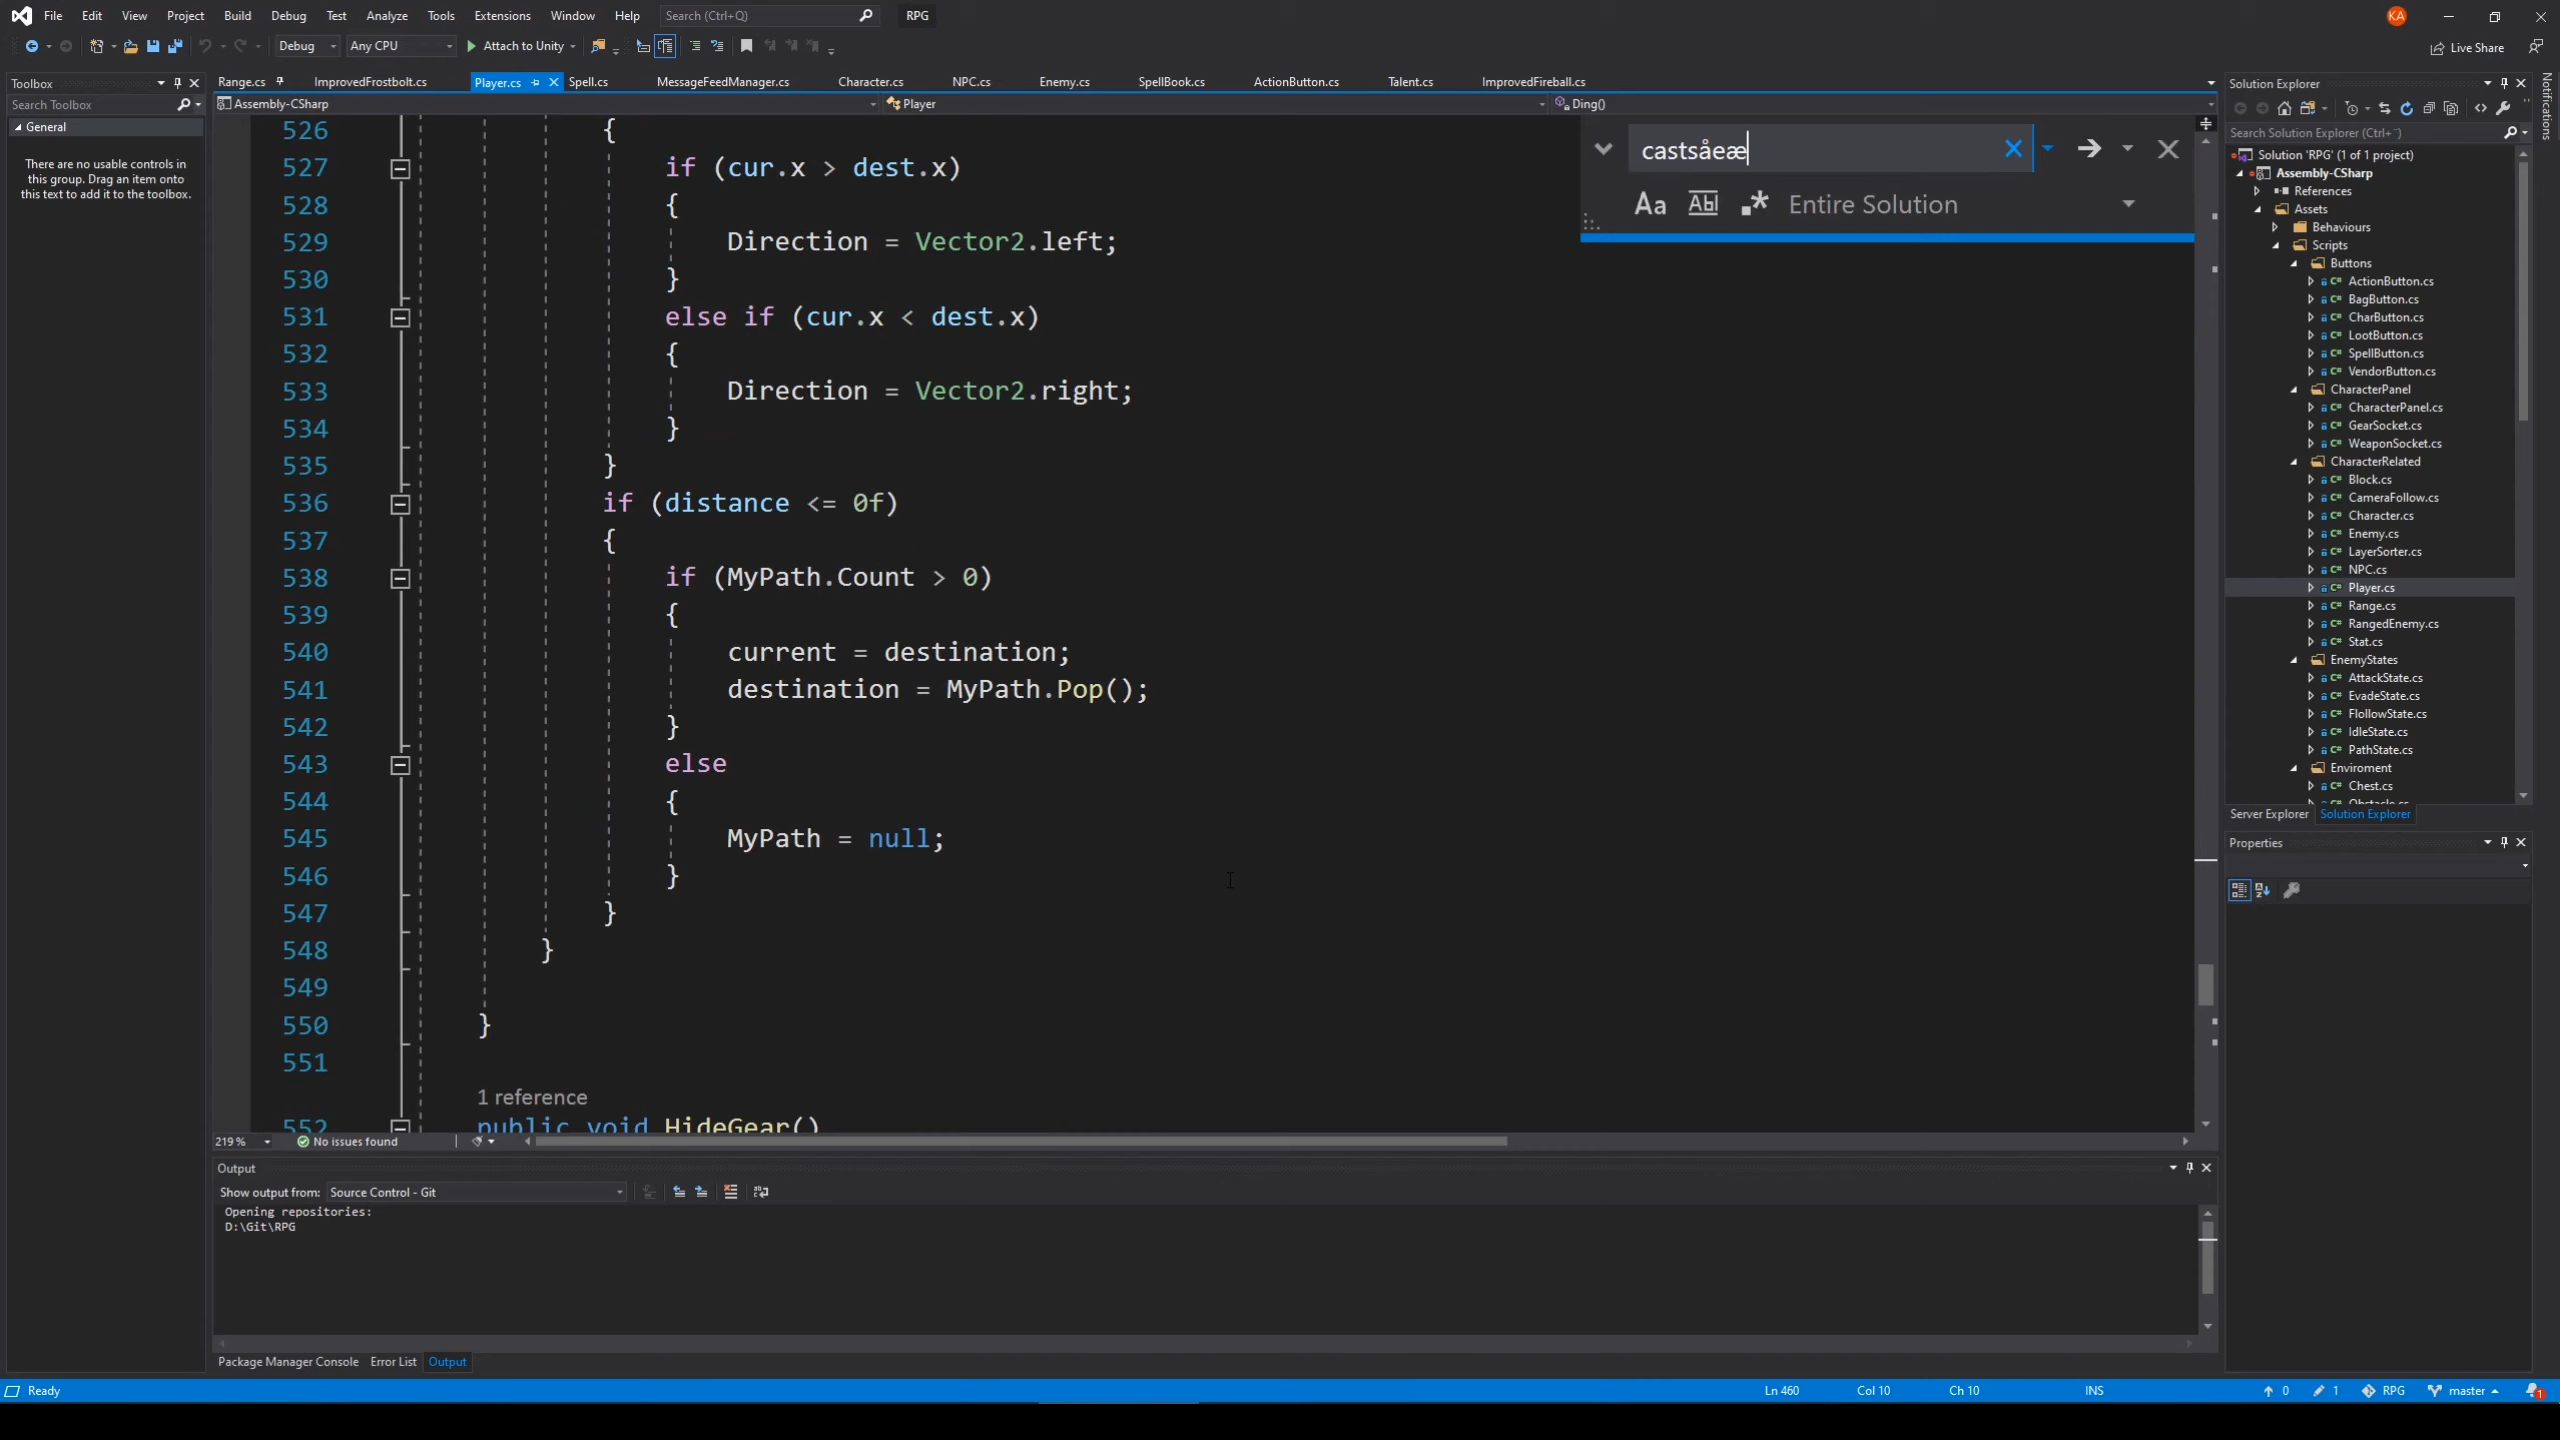 File Edit View Project Build Debug Test Analyze Tools Extensions Window Help Search (Ctrl+Q) RPG KA
Debug Any CPU Attach to Unity Live Share
Toolbox
Search Toolbox
General
There are no usable controls in
this group. Drag an item onto
this text to add it to the toolbox.
Range.cs ImprovedFrostbolt.cs Player.cs Spell.cs MessageFeedManager.cs Character.cs NPC.cs Enemy.cs SpellBook.cs ActionButton.cs Talent.cs ImprovedFireball.cs
Assembly-CSharp Player Ding()
castsåeæ
Aa Abl .* Entire Solution
526 {
527 if (cur.x > dest.x)
528 {
529 Direction = Vector2.left;
530 }
531 else if (cur.x < dest.x)
532 {
533 Direction = Vector2.right;
534 }
535 }
536 if (distance <= 0f)
537 {
538 if (MyPath.Count > 0)
539 {
540 current = destination;
541 destination = MyPath.Pop();
542 }
543 else
544 {
545 MyPath = null;
546 }
547 }
548 }
549
550 }
551
1 reference
552 public void HideGear()
219 % No issues found
Output
Show output from: Source Control - Git
Opening repositories:
D:\Git\RPG
Package Manager Console Error List Output
Solution Explorer
Search Solution Explorer (Ctrl+¨)
Solution 'RPG' (1 of 1 project)
Assembly-CSharp
References
Assets
Behaviours
Scripts
Buttons
ActionButton.cs
BagButton.cs
CharButton.cs
LootButton.cs
SpellButton.cs
VendorButton.cs
CharacterPanel
CharacterPanel.cs
GearSocket.cs
WeaponSocket.cs
CharacterRelated
Block.cs
CameraFollow.cs
Character.cs
Enemy.cs
LayerSorter.cs
NPC.cs
Player.cs
Range.cs
RangedEnemy.cs
Stat.cs
EnemyStates
AttackState.cs
EvadeState.cs
FlollowState.cs
IdleState.cs
PathState.cs
Enviroment
Chest.cs
Obstacle.cs
Server Explorer Solution Explorer
Properties
Notifications
Ready Ln 460 Col 10 Ch 10 INS 0 1 RPG master 1